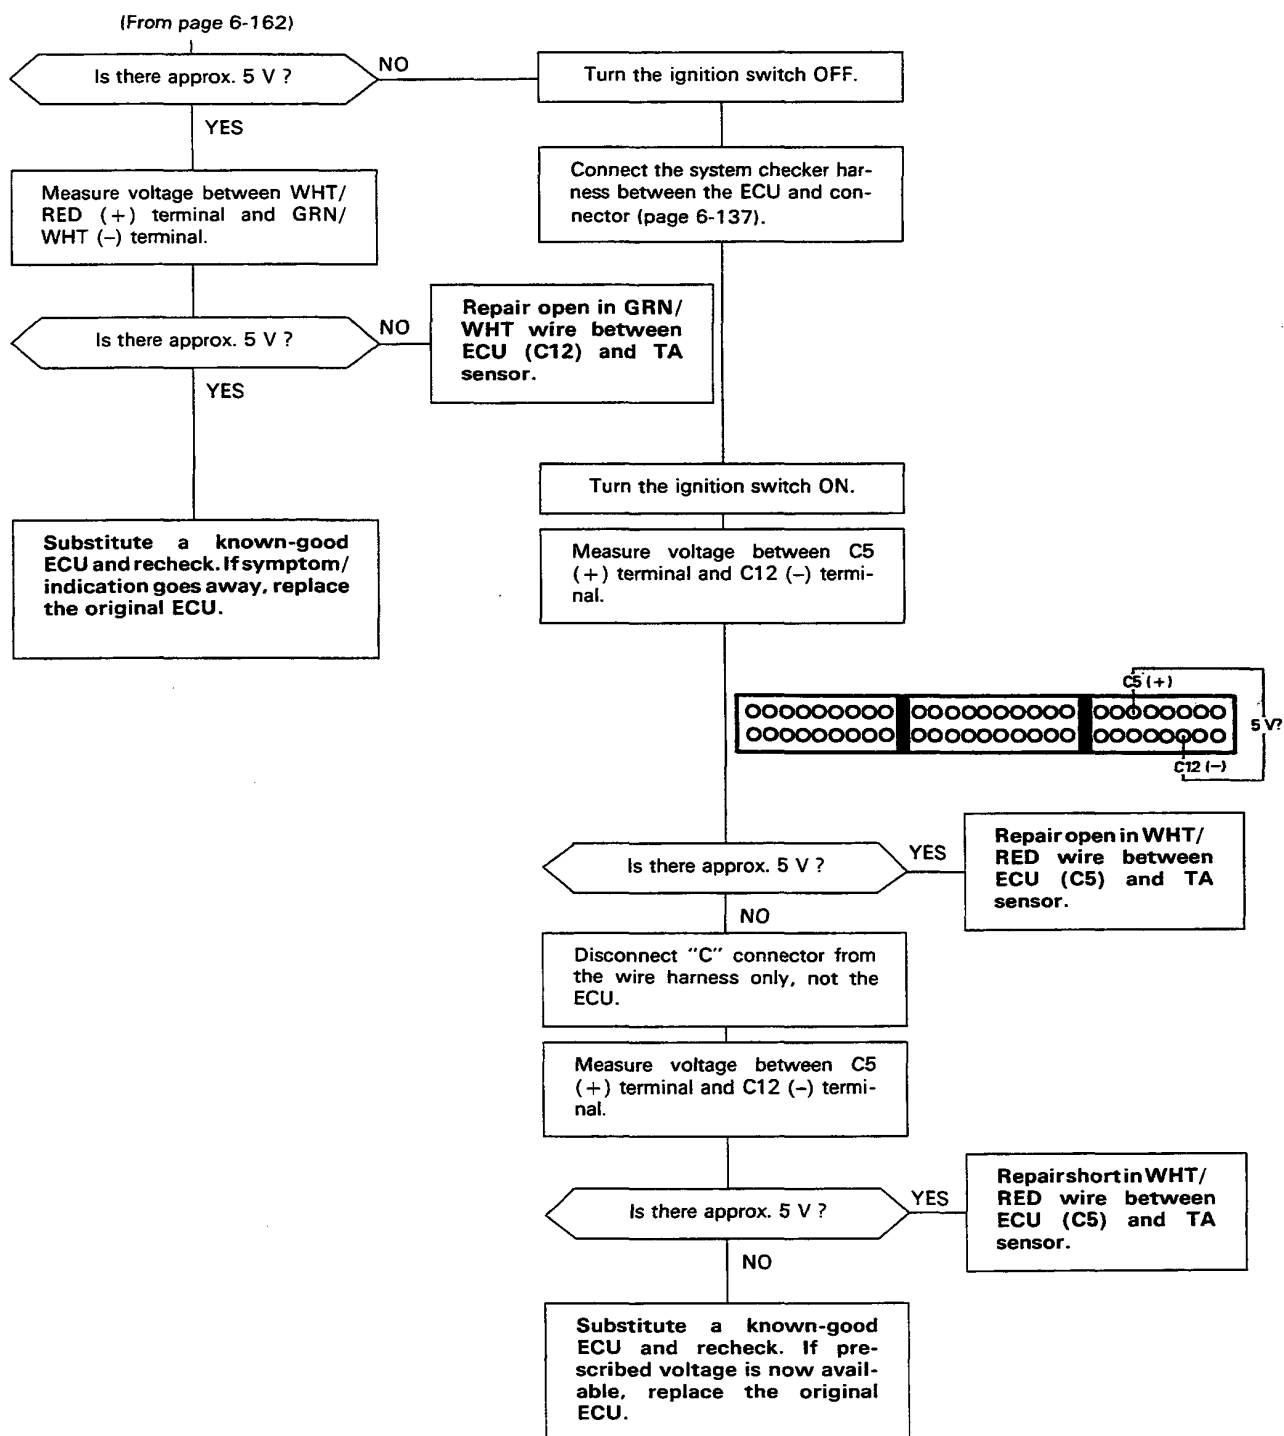 (From page 6-162)
Is there approx. 5 V ?
NO
Turn the ignition switch OFF.
YES
Connect the system checker har-
ness between the ECU and con-
nector (page 6-137).
Measure voltage between WHT/
RED (+) terminal and GRN/
WHT (–) terminal.
Is there approx. 5 V ?
NO
Repair open in GRN/
WHT wire between
ECU (C12) and TA
sensor.
YES
Turn the ignition switch ON.
Substitute a known-good
ECU and recheck. If symptom/
indication goes away, replace
the original ECU.
Measure voltage between C5
(+) terminal and C12 (–) termi-
nal.
C5 (+)
5 V?
C12 (–)
Is there approx. 5 V ?
YES
Repair open in WHT/
RED wire between
ECU (C5) and TA
sensor.
NO
Disconnect "C" connector from
the wire harness only, not the
ECU.
Measure voltage between C5
(+) terminal and C12 (–) termi-
nal.
Is there approx. 5 V ?
YES
Repair short in WHT/
RED wire between
ECU (C5) and TA
sensor.
NO
Substitute a known-good
ECU and recheck. If pre-
scribed voltage is now avail-
able, replace the original
ECU.